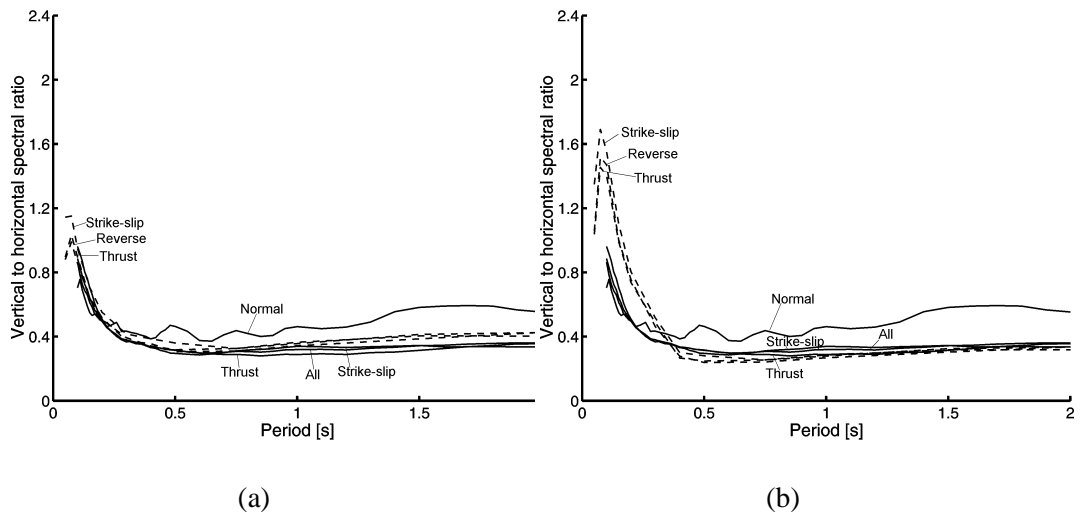 2.4
2
1.6
1.2
0.8
0.4
0
Vertical to horizontal spectral ratio
Strike-slip
Reverse
Thrust
Normal
Thrust
All
Strike-slip
0
0.5
1
1.5
Period [s]
(a)
2.4
2
1.6
1.2
0.8
0.4
0
Vertical to horizontal spectral ratio
Strike-slip
Reverse
Thrust
Normal
Strike-slip
All
Thrust
0
0.5
1
1.5
2
Period [s]
(b)